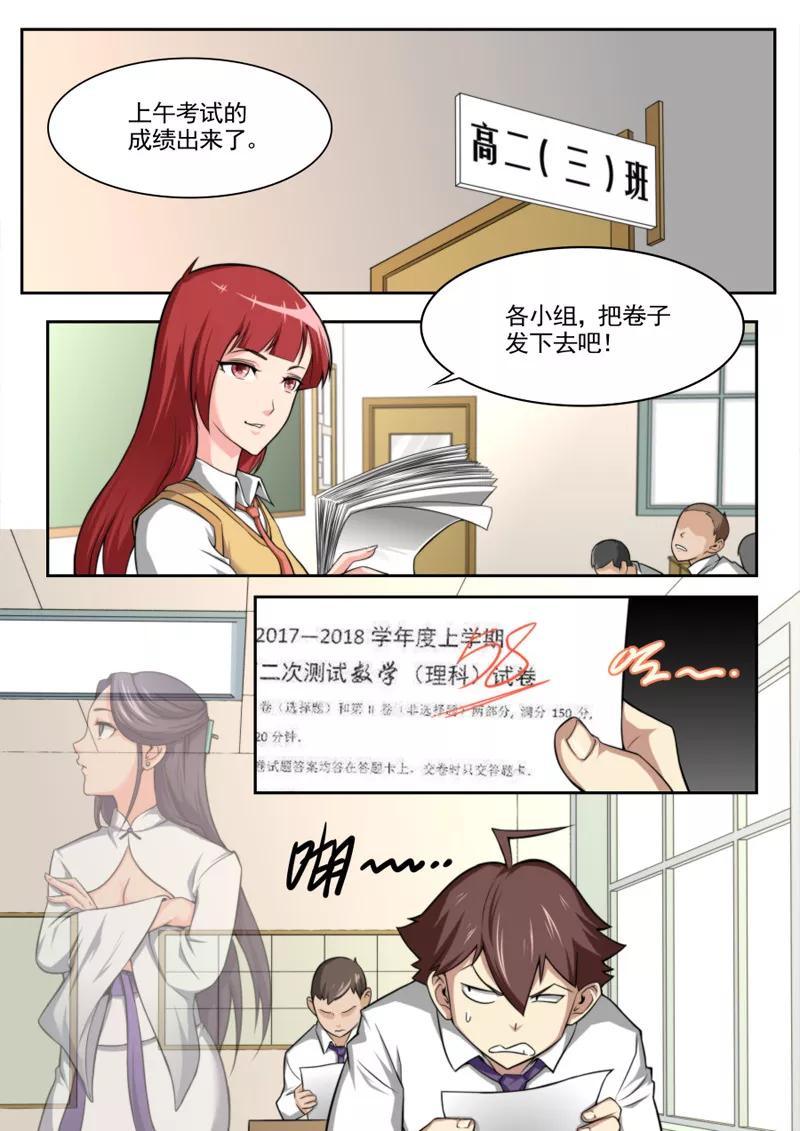 上午考试的
成绩出来了。
高二(三)班
各小组，把卷子
发下去吧！
2017—2018 学年度上学期
二次测试数学（理科）试卷
58
卷（选择题）和第Ⅱ卷（非选择题）两部分，满分 150 分，
20 分钟．
卷试题答案均答在答题卡上，交卷时只交答题卡．